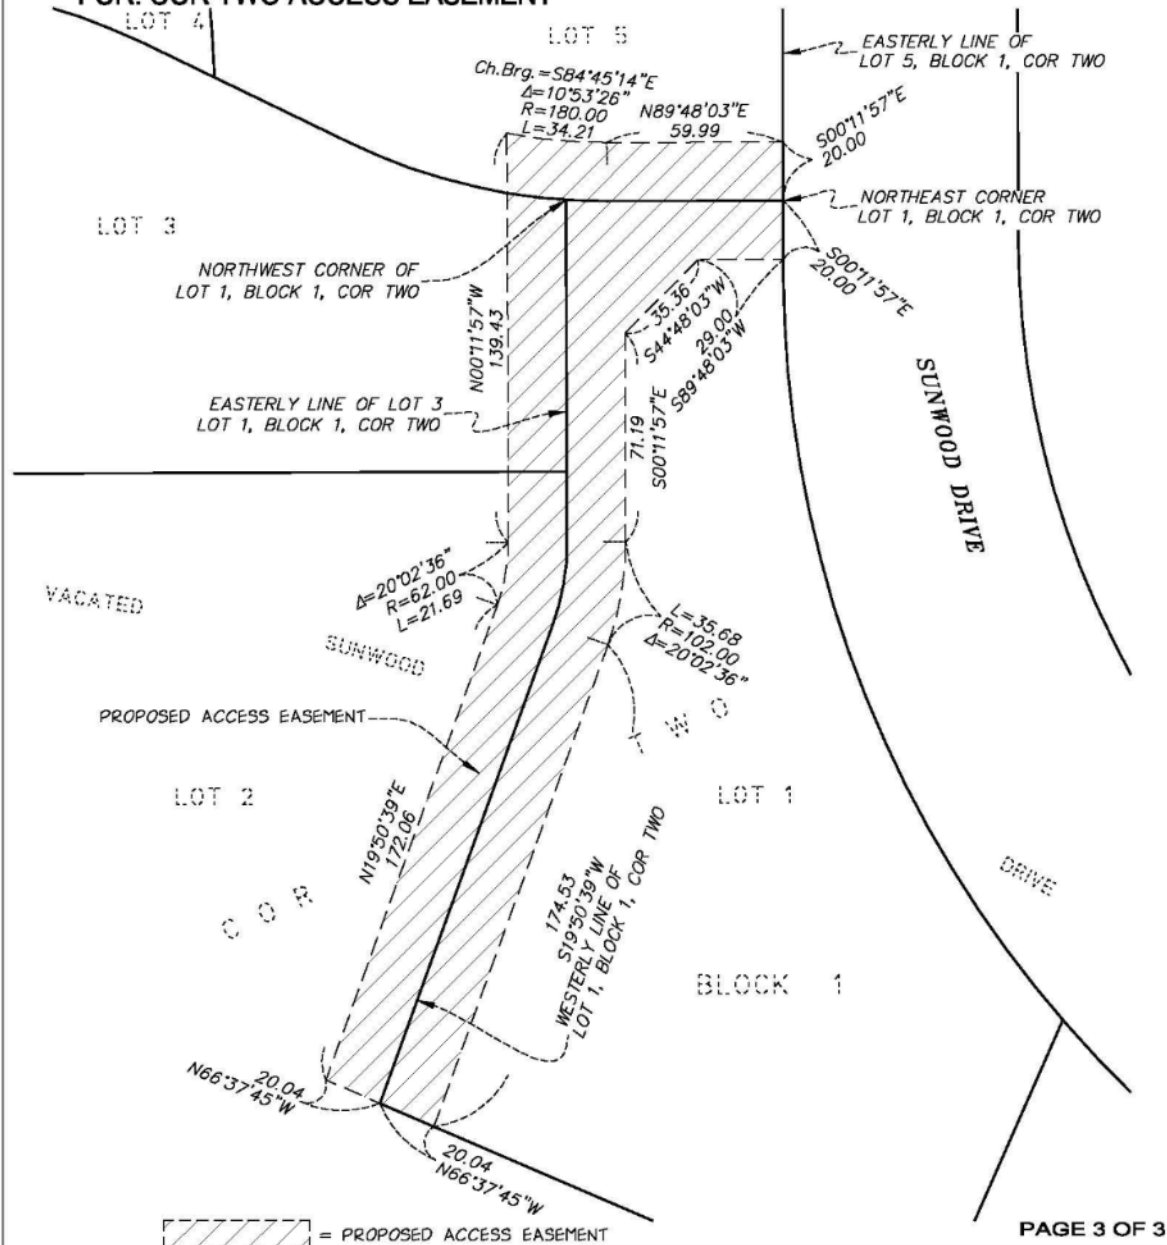 FOR: COR TWO ACCESS EASEMENT
LOT 4
LOT 5
EASTERLY LINE OF
LOT 5, BLOCK 1, COR TWO
Ch.Brg.=S84°45'14"E
Δ=10°53'26"
R=180.00
L=34.21
N89°48'03"E
59.99
S00°11'57"E
20.00
NORTHEAST CORNER
LOT 1, BLOCK 1, COR TWO
LOT 3
NORTHWEST CORNER OF
LOT 1, BLOCK 1, COR TWO
S00°11'57"E
20.00
35.36
S44°48'03"W
29.00
S89°48'03"W
N00°11'57"W
139.43
EASTERLY LINE OF LOT 3
LOT 1, BLOCK 1, COR TWO
71.19
S00°11'57"E
SUNWOOD DRIVE
Δ=20°02'36"
R=62.00
L=21.69
VACATED
SUNWOOD
L=35.68
R=102.00
Δ=20°02'36"
PROPOSED ACCESS EASEMENT
W O
LOT 2
LOT 1
N19°50'39"E
172.06
DRIVE
C O R
174.53
S19°50'39"W
WESTERLY LINE OF
LOT 1, BLOCK 1, COR TWO
BLOCK 1
20.04
N66°37'45"W
20.04
N66°37'45"W
= PROPOSED ACCESS EASEMENT
PAGE 3 OF 3